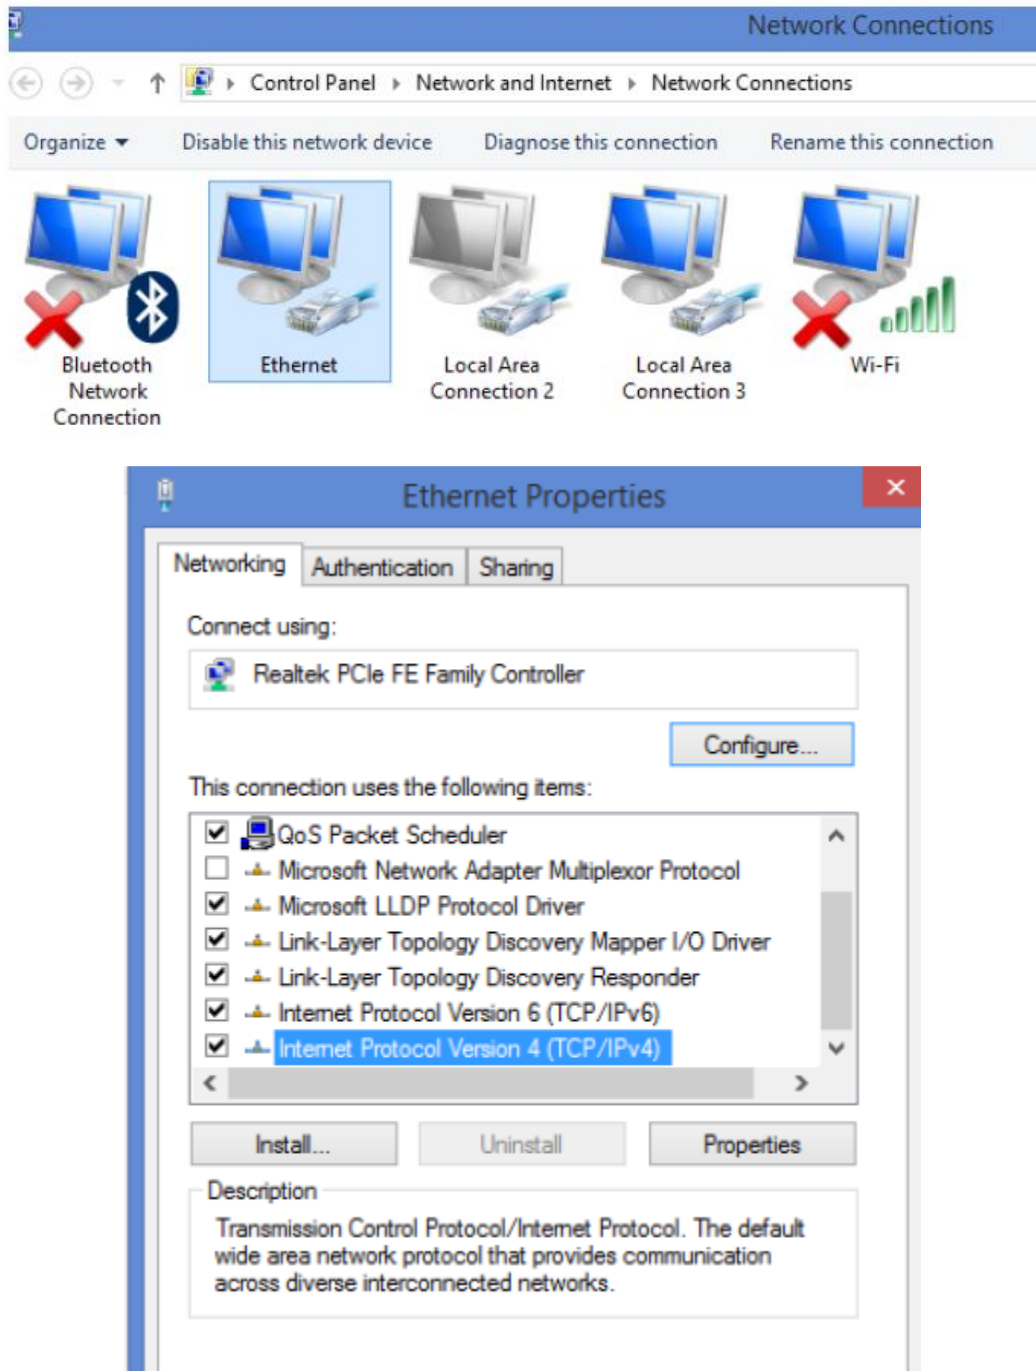 Network Connections
Control Panel Network and Internet Network Connections
Organize Disable this network device Diagnose this connection Rename this connection
Bluetooth
Network
Connection
Ethernet
Local Area
Connection 2
Local Area
Connection 3
Wi-Fi
Ethernet Properties
Networking Authentication Sharing
Connect using:
Realtek PCIe FE Family Controller
Configure...
This connection uses the following items:
QoS Packet Scheduler
Microsoft Network Adapter Multiplexor Protocol
Microsoft LLDP Protocol Driver
Link-Layer Topology Discovery Mapper I/O Driver
Link-Layer Topology Discovery Responder
Internet Protocol Version 6 (TCP/IPv6)
Internet Protocol Version 4 (TCP/IPv4)
Install... Uninstall Properties
Description
Transmission Control Protocol/Internet Protocol. The default
wide area network protocol that provides communication
across diverse interconnected networks.